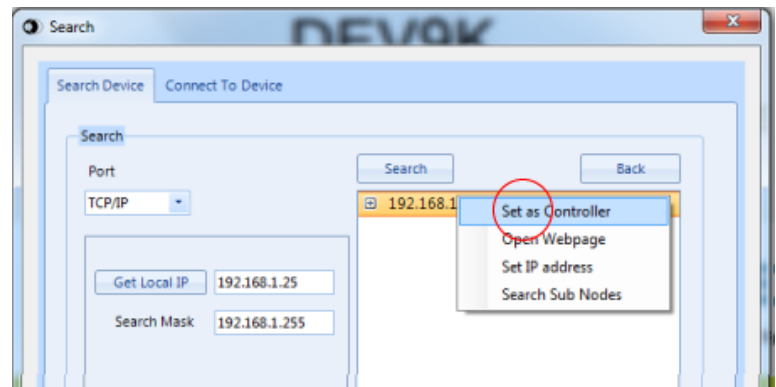 Search
DEV9K
Search Device Connect To Device
Search
Port
Search Back
TCP/IP
192.168.1
Set as Controller
Open Webpage
Set IP address
Search Sub Nodes
Get Local IP 192.168.1.25
Search Mask 192.168.1.255